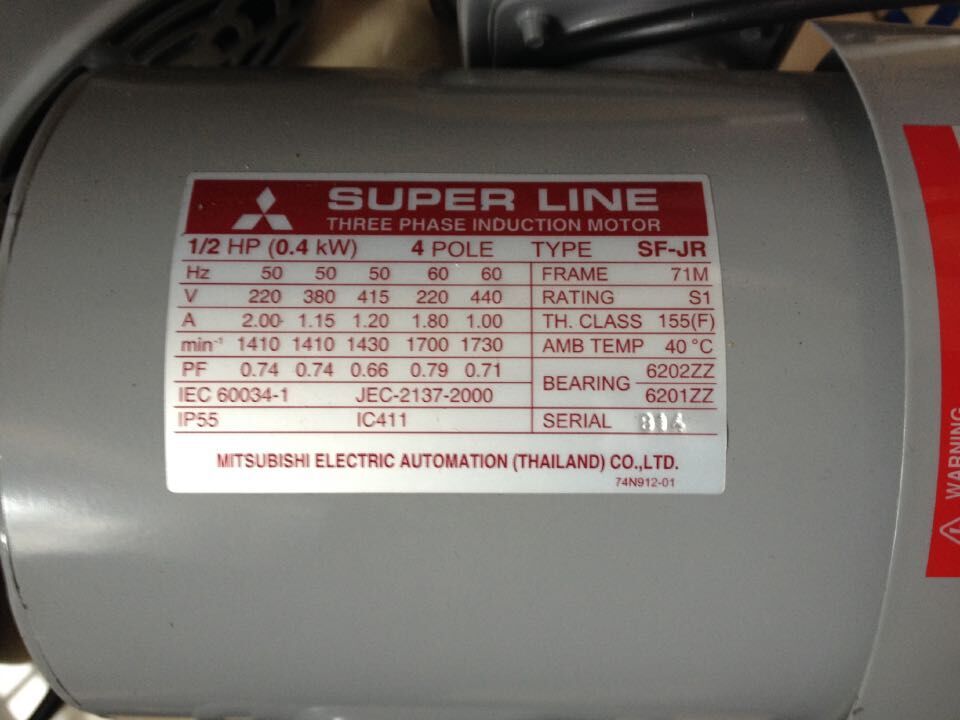 SUPER LINE
THREE PHASE INDUCTION MOTOR
1/2 HP (0.4 kW) 4 POLE TYPE SF-JR
Hz 50 50 50 60 60 FRAME 71M
V 220 380 415 220 440 RATING S1
A 2.00 1.15 1.20 1.80 1.00 TH. CLASS 155(F)
min⁻¹ 1410 1410 1430 1700 1730 AMB TEMP 40 °C
PF 0.74 0.74 0.66 0.79 0.71 BEARING 6202ZZ
6201ZZ
IEC 60034-1 JEC-2137-2000
IP55 IC411 SERIAL
MITSUBISHI ELECTRIC AUTOMATION (THAILAND) CO.,LTD.
74N912-01
WARNING